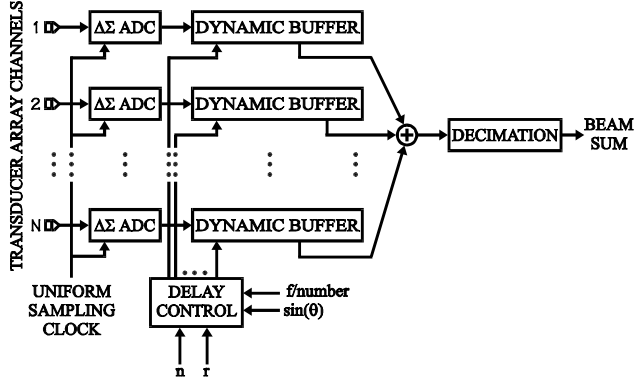 TRANSDUCER ARRAY CHANNELS
1
ΔΣ ADC
DYNAMIC BUFFER
2
ΔΣ ADC
DYNAMIC BUFFER
+
DECIMATION
BEAM
SUM
N
ΔΣ ADC
DYNAMIC BUFFER
UNIFORM
SAMPLING
CLOCK
DELAY
CONTROL
f/number
sin(θ)
n
r